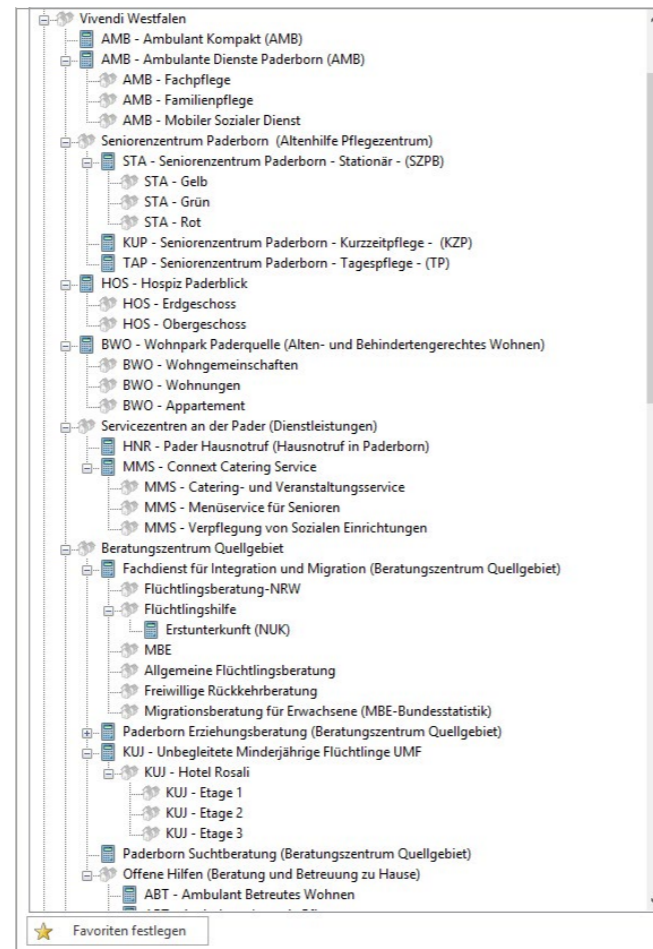 Vivendi Westfalen
AMB - Ambulant Kompakt (AMB)
AMB - Ambulante Dienste Paderborn (AMB)
AMB - Fachpflege
AMB - Familienpflege
AMB - Mobiler Sozialer Dienst
Seniorenzentrum Paderborn (Altenhilfe Pflegezentrum)
STA - Seniorenzentrum Paderborn - Stationär - (SZPB)
STA - Gelb
STA - Grün
STA - Rot
KUP - Seniorenzentrum Paderborn - Kurzzeitpflege - (KZP)
TAP - Seniorenzentrum Paderborn - Tagespflege - (TP)
HOS - Hospiz Paderblick
HOS - Erdgeschoss
HOS - Obergeschoss
BWO - Wohnpark Paderquelle (Alten- und Behindertengerechtes Wohnen)
BWO - Wohngemeinschaften
BWO - Wohnungen
BWO - Appartement
Servicezentren an der Pader (Dienstleistungen)
HNR - Pader Hausnotruf (Hausnotruf in Paderborn)
MMS - Connext Catering Service
MMS - Catering- und Veranstaltungsservice
MMS - Menüservice für Senioren
MMS - Verpflegung von Sozialen Einrichtungen
Beratungszentrum Quellgebiet
Fachdienst für Integration und Migration (Beratungszentrum Quellgebiet)
Flüchtlingsberatung-NRW
Flüchtlingshilfe
Erstunterkunft (NUK)
MBE
Allgemeine Flüchtlingsberatung
Freiwillige Rückkehrberatung
Migrationsberatung für Erwachsene (MBE-Bundesstatistik)
Paderborn Erziehungsberatung (Beratungszentrum Quellgebiet)
KUJ - Unbegleitete Minderjährige Flüchtlinge UMF
KUJ - Hotel Rosali
KUJ - Etage 1
KUJ - Etage 2
KUJ - Etage 3
Paderborn Suchtberatung (Beratungszentrum Quellgebiet)
Offene Hilfen (Beratung und Betreuung zu Hause)
ABT - Ambulant Betreutes Wohnen
Favoriten festlegen